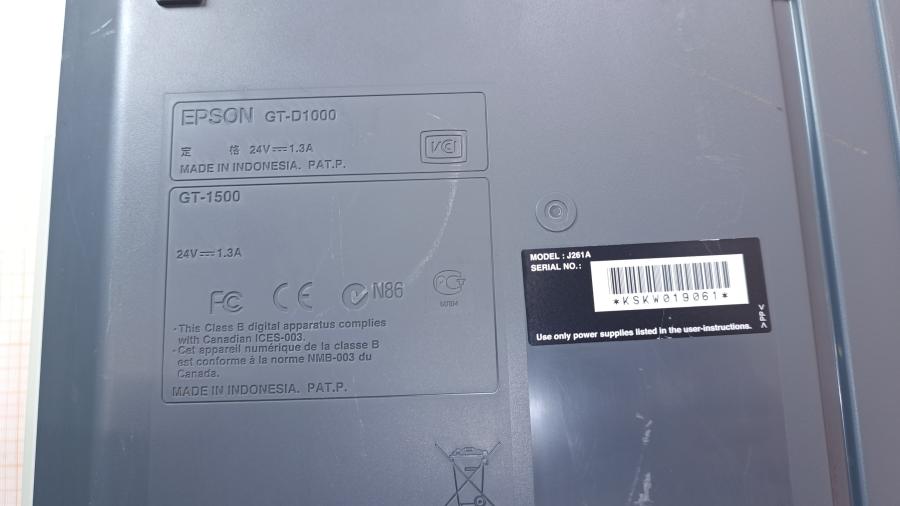 EPSON GT-D1000
定 格 24V⎓1.3A
VCI
MADE IN INDONESIA. PAT.P.
GT-1500
24V⎓1.3A
FC CE N86
·This Class B digital apparatus complies
with Canadian ICES-003.
·Cet appareil numérique de la classe B
est conforme à la norme NMB-003 du
Canada.
MADE IN INDONESIA. PAT.P.
MODEL : J261A
SERIAL NO.:
*KSKW019061*
Use only power supplies listed in the user-instructions.
>PP<